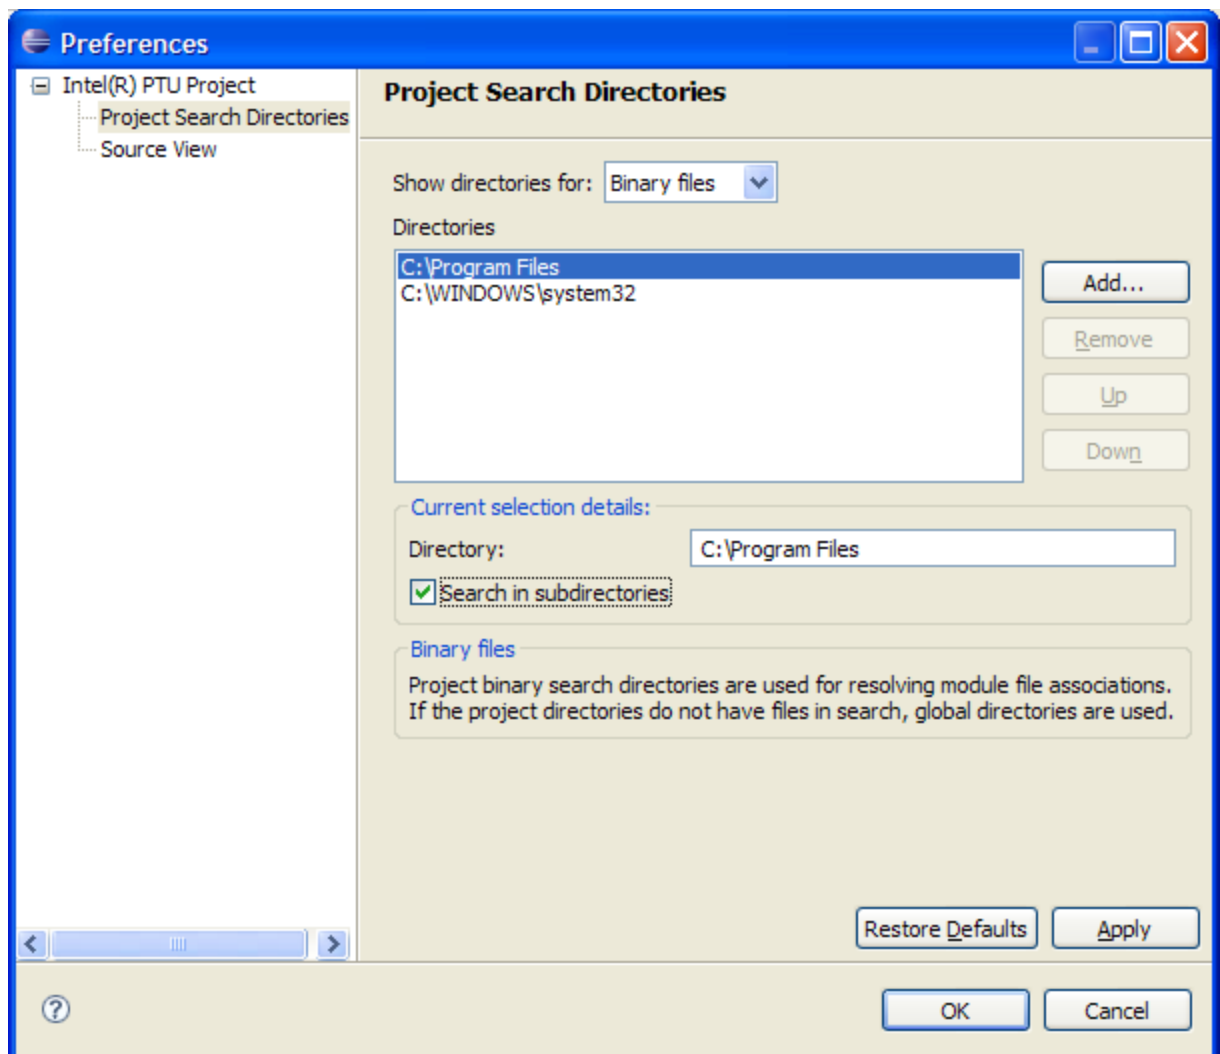 Preferences
Intel(R) PTU Project
Project Search Directories
Source View
Project Search Directories
Show directories for: Binary files
Directories
C:\Program Files
C:\WINDOWS\system32
Add...
Remove
Up
Down
Current selection details:
Directory: C:\Program Files
Search in subdirectories
Binary files
Project binary search directories are used for resolving module file associations.
If the project directories do not have files in search, global directories are used.
Restore Defaults Apply
? OK Cancel